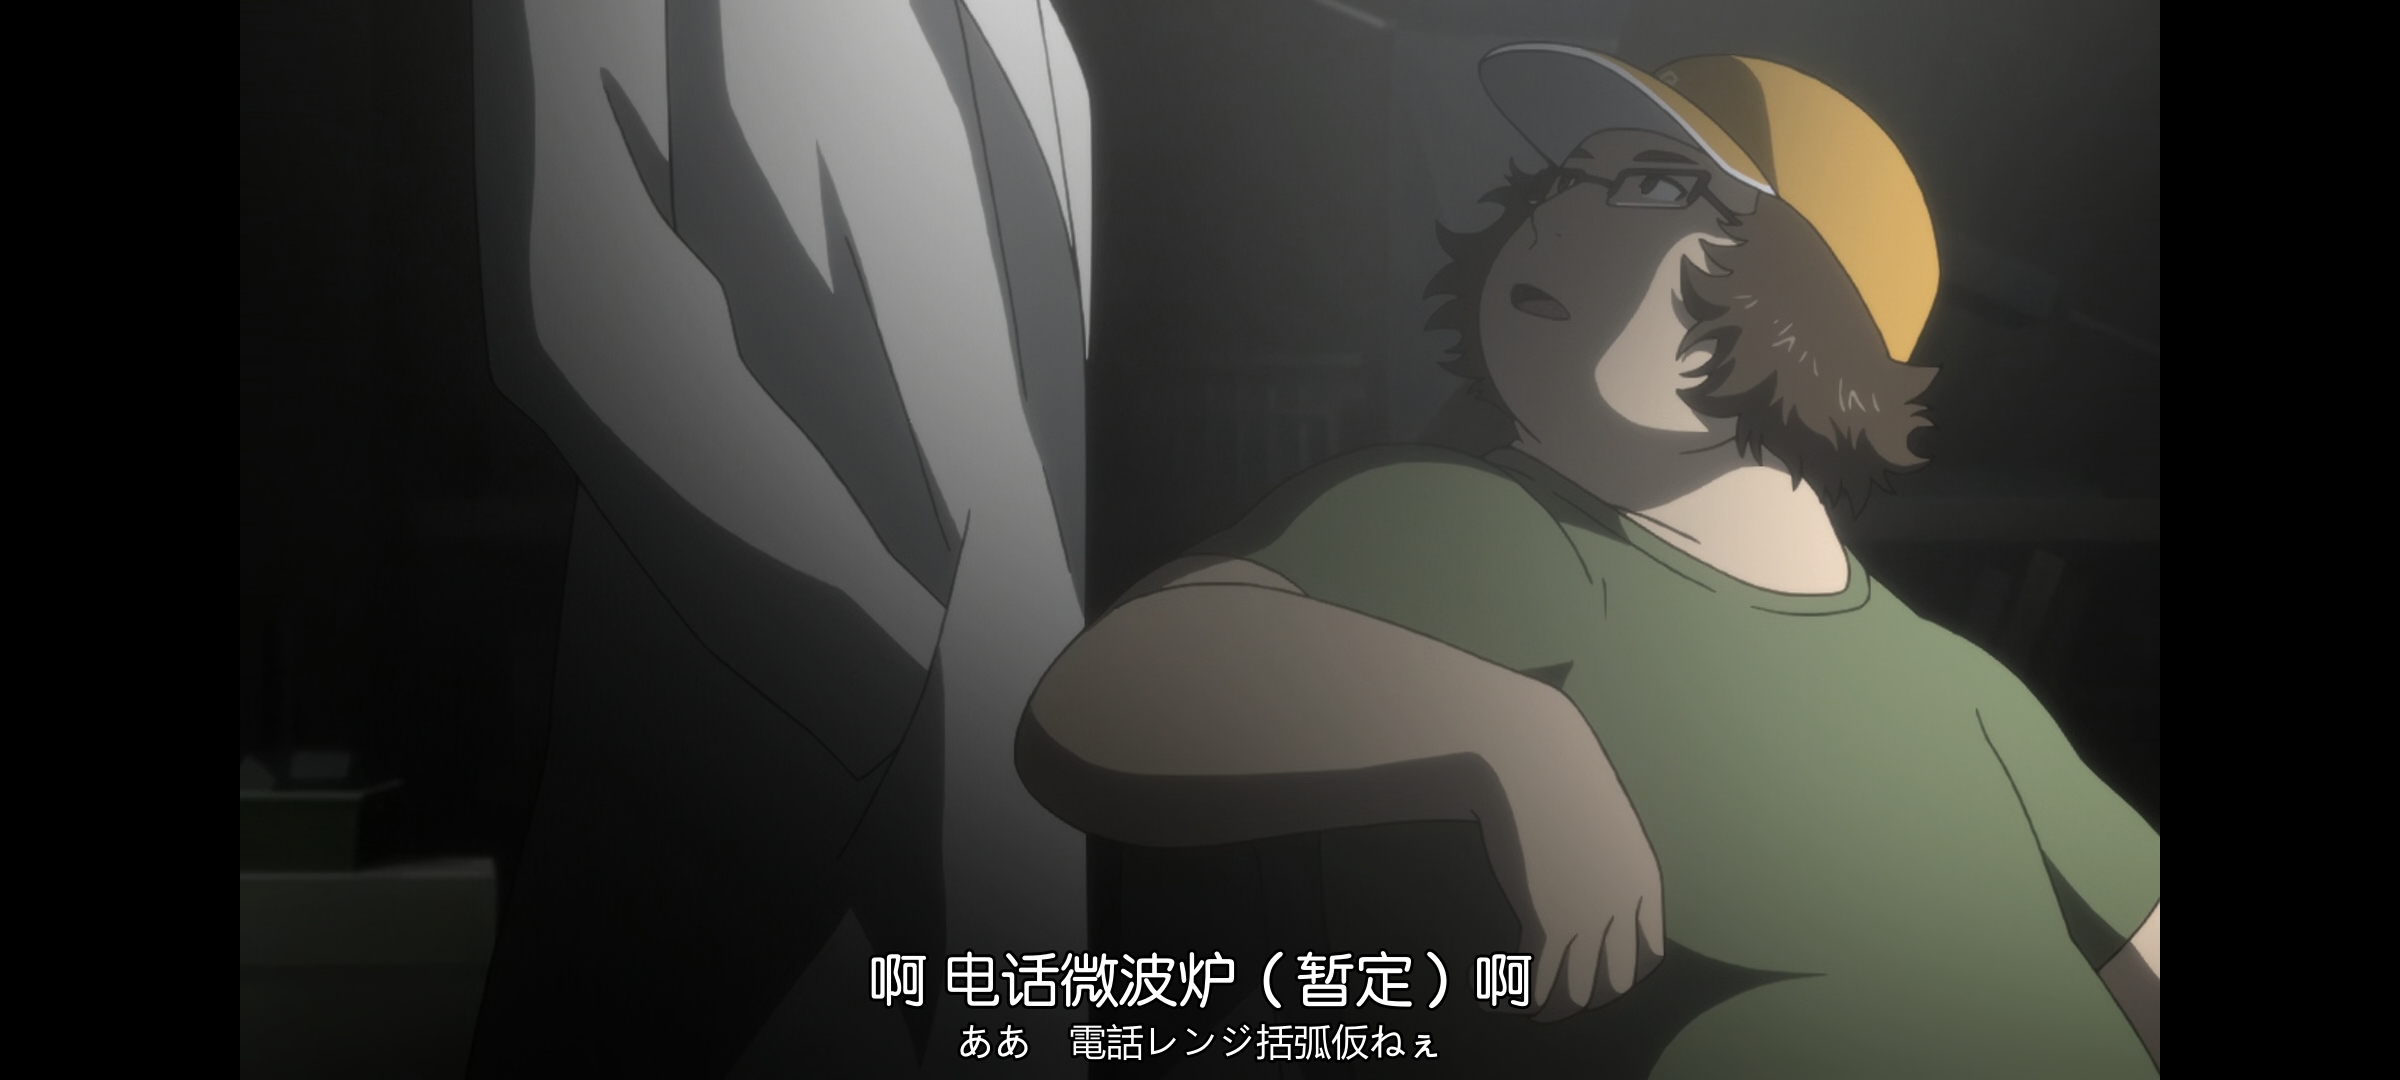 啊 电话微波炉（暂定）啊
ああ　電話レンジ括弧仮ねぇ